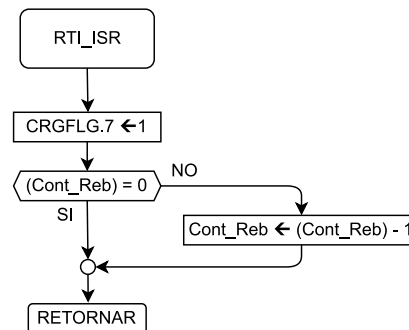 RTI_ISR
CRGFLG.7 ←1
(Cont_Reb) = 0
NO
SI
Cont_Reb ← (Cont_Reb) - 1
RETORNAR